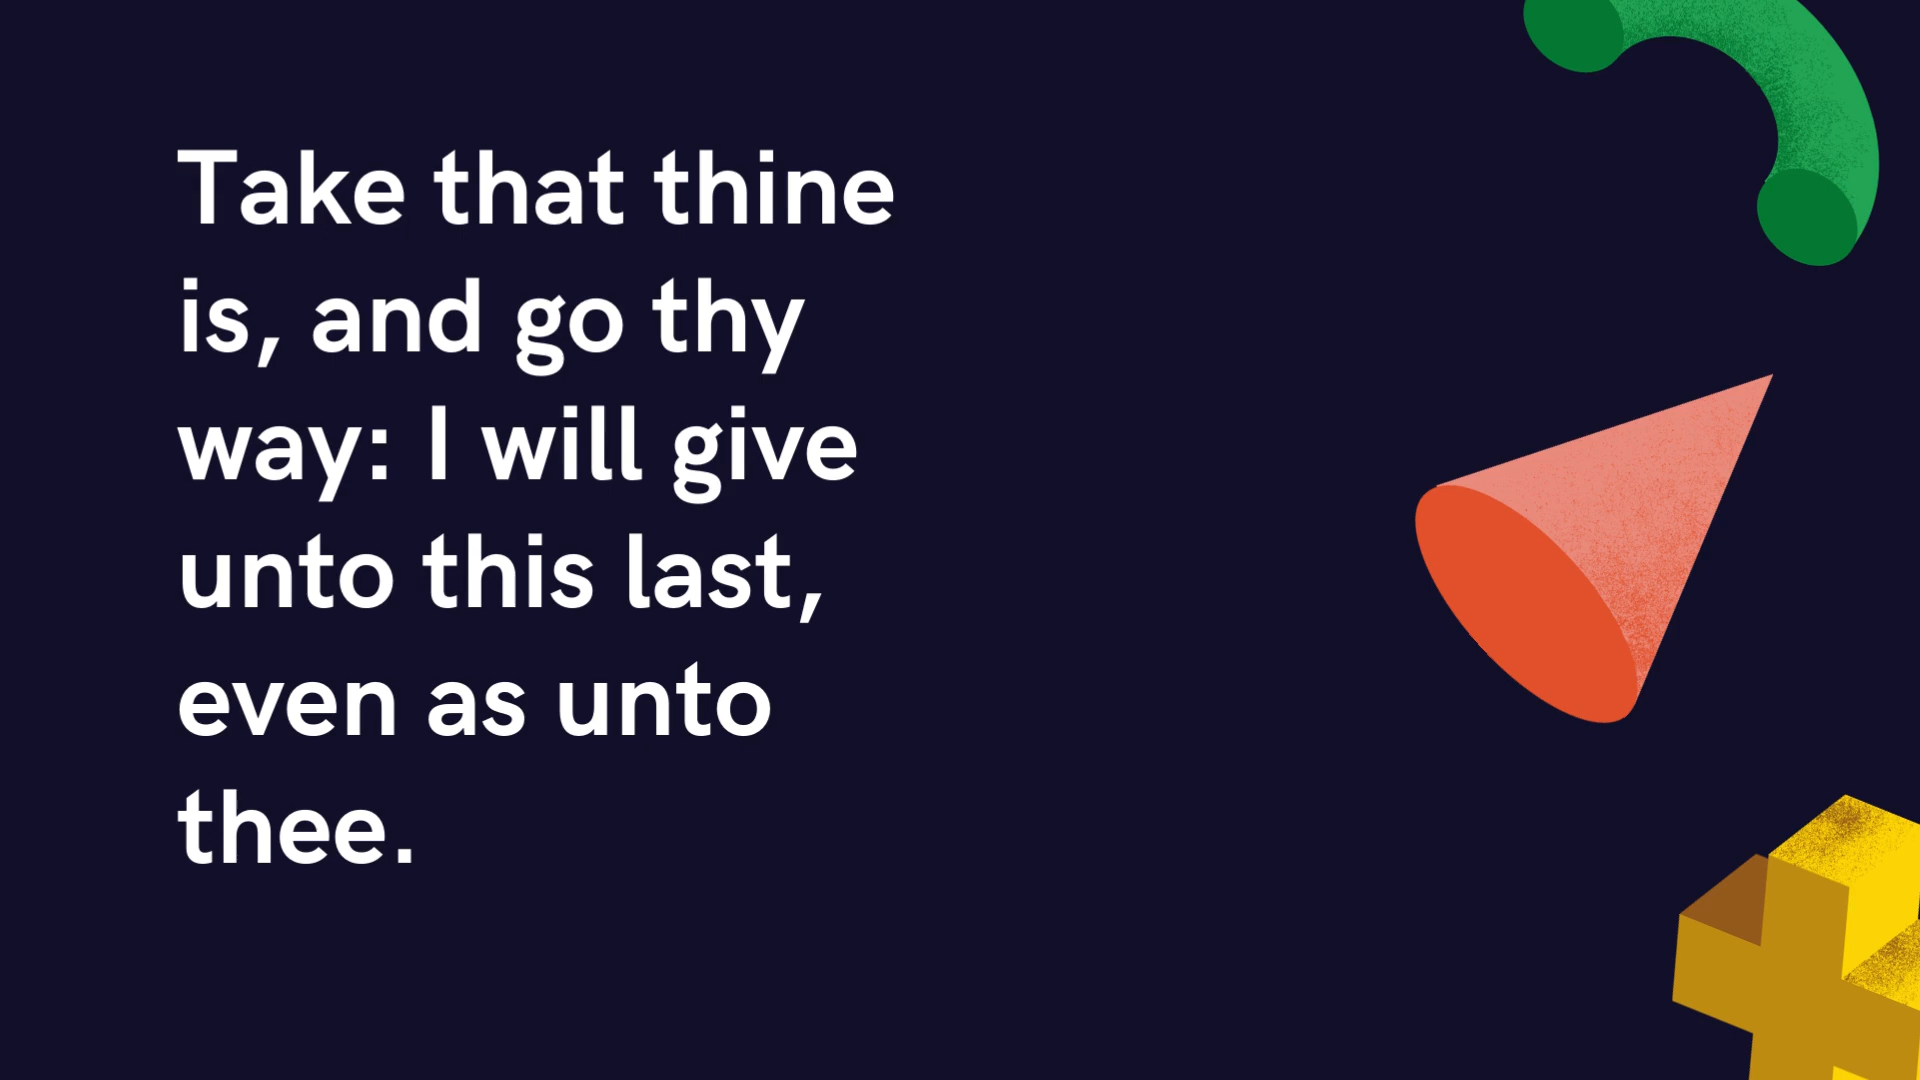 Take that thine
is, and go thy
way: I will give
unto this last,
even as unto
thee.